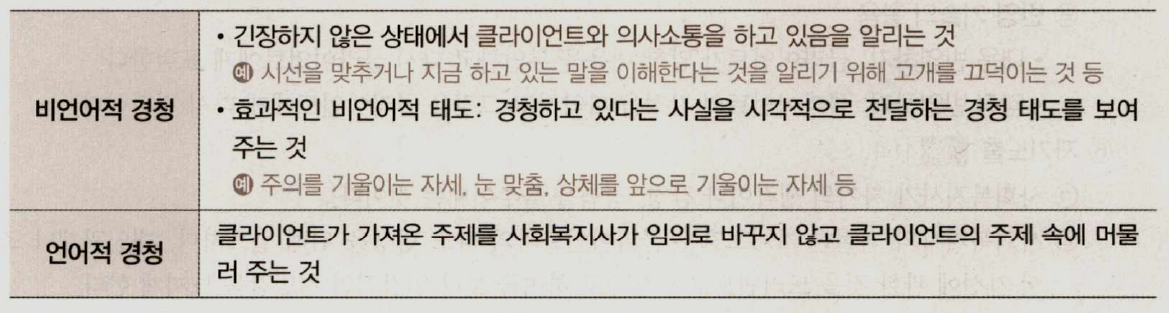 • 긴장하지 않은 상태에서 클라이언트와 의사소통을 하고 있음을 알리는 것
예 시선을 맞추거나 지금 하고 있는 말을 이해한다는 것을 알리기 위해 고개를 끄덕이는 것 등
비언어적 경청
• 효과적인 비언어적 태도: 경청하고 있다는 사실을 시각적으로 전달하는 경청 태도를 보여
주는 것
예 주의를 기울이는 자세, 눈 맞춤, 상체를 앞으로 기울이는 자세 등
언어적 경청
클라이언트가 가져온 주제를 사회복지사가 임의로 바꾸지 않고 클라이언트의 주제 속에 머물
러 주는 것